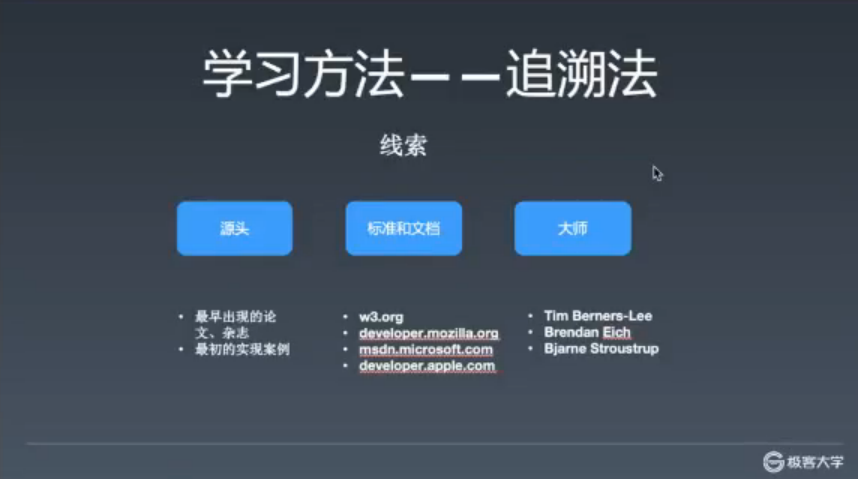 学习方法——追溯法
线索
源头
标准和文档
大师
• 最早出现的论
文、杂志
• 最初的实现案例
• w3.org
• developer.mozilla.org
• msdn.microsoft.com
• developer.apple.com
• Tim Berners-Lee
• Brendan Eich
• Bjarne Stroustrup
极客大学